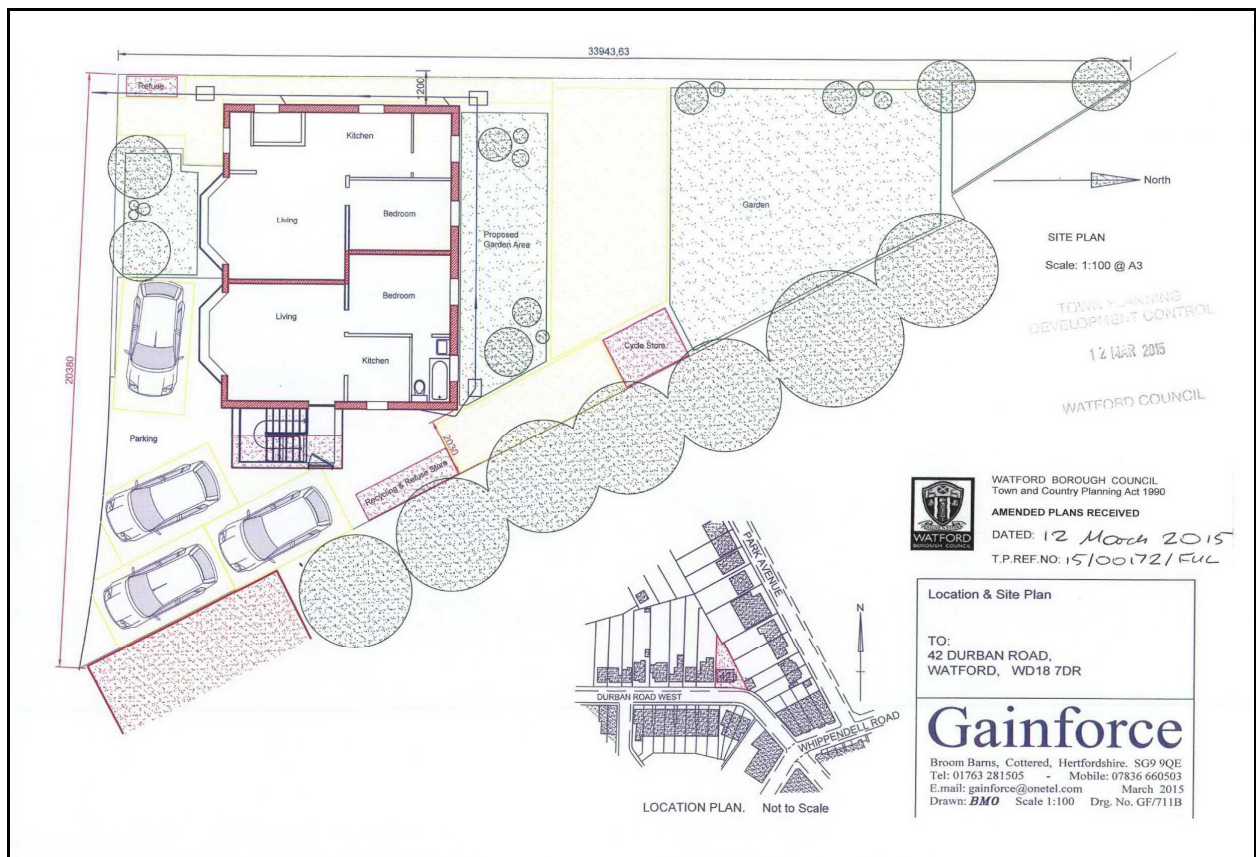 33943,63
Refuse
1200
Kitchen
Living
Bedroom
Proposed
Garden Area
Garden
North
SITE PLAN
Scale: 1:100 @ A3
TOWN PLANNING
DEVELOPMENT CONTROL
12 MAR 2015
WATFORD COUNCIL
20380
Living
Bedroom
Kitchen
Cycle Store
Parking
2030
Recycling & Refuse Store
WATFORD
BOROUGH COUNCIL
WATFORD BOROUGH COUNCIL
Town and Country Planning Act 1990
AMENDED PLANS RECEIVED
DATED: 12 March 2015
T.P.REF.NO: 15/00172/FUL
PARK AVENUE
N
DURBAN ROAD WEST
WHIPPENDELL ROAD
LOCATION PLAN. Not to Scale
Location & Site Plan
TO:
42 DURBAN ROAD,
WATFORD, WD18 7DR
Gainforce
Broom Barns, Cottered, Hertfordshire. SG9 9QE
Tel: 01763 281505 - Mobile: 07836 660503
E.mail: gainforce@onetel.com March 2015
Drawn: BMO Scale 1:100 Drg. No. GF/711B